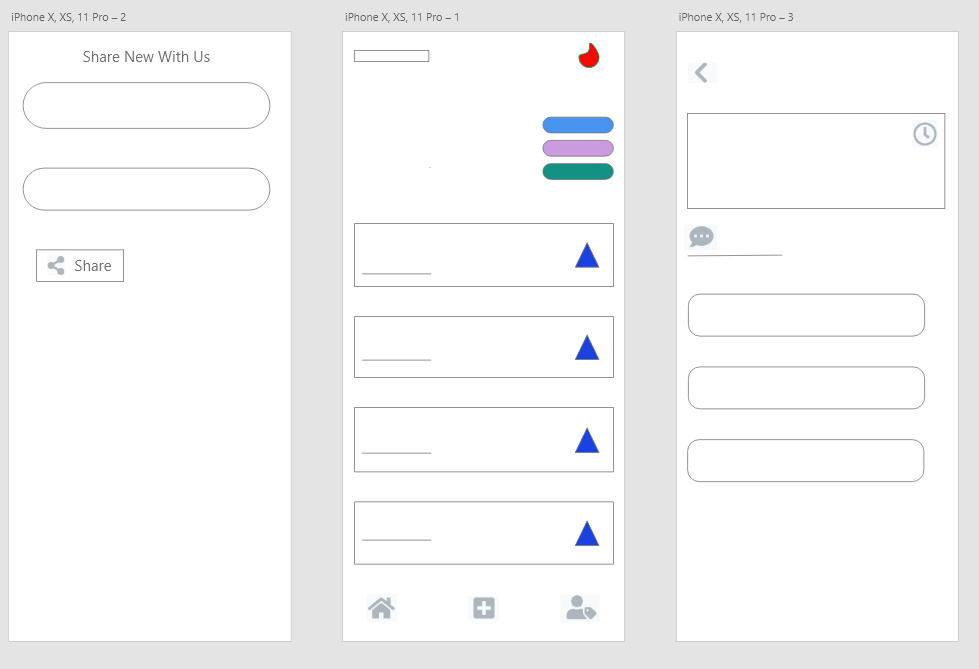 iPhone X, XS, 11 Pro – 2
iPhone X, XS, 11 Pro – 1
iPhone X, XS, 11 Pro – 3
Share New With Us
Share